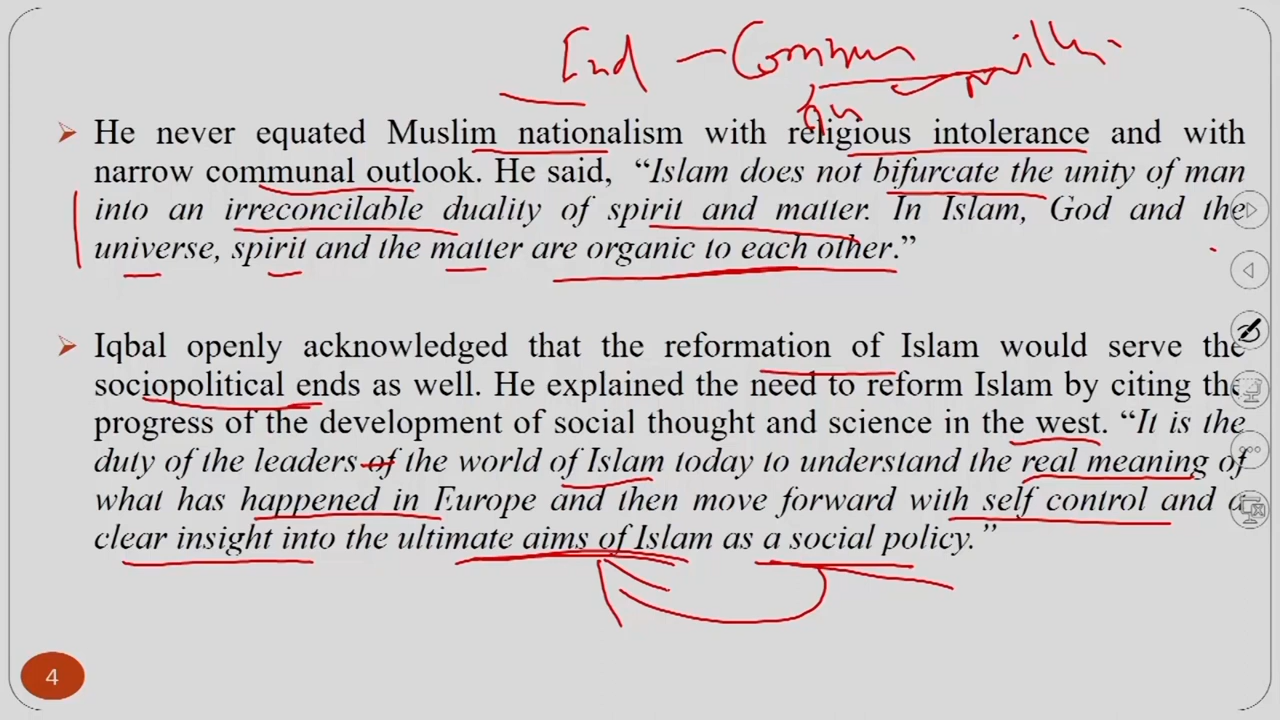 End - Commun
➤ He never equated Muslim nationalism with religious intolerance and with
narrow communal outlook. He said, “Islam does not bifurcate the unity of man
into an irreconcilable duality of spirit and matter. In Islam, God and the
universe, spirit and the matter are organic to each other.”
➤ Iqbal openly acknowledged that the reformation of Islam would serve the
sociopolitical ends as well. He explained the need to reform Islam by citing the
progress of the development of social thought and science in the west. “It is the
duty of the leaders of the world of Islam today to understand the real meaning of
what has happened in Europe and then move forward with self control and a
clear insight into the ultimate aims of Islam as a social policy.”
4